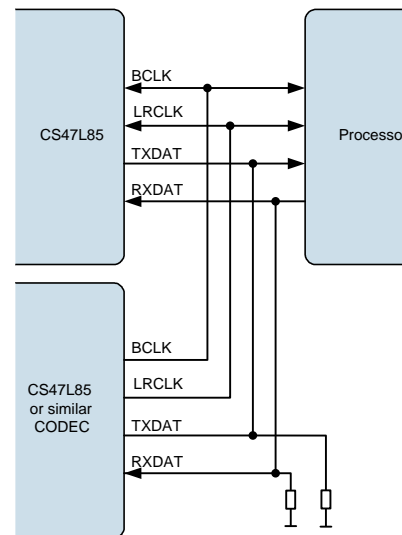 BCLK
LRCLK
CS47L85
Processo
TXDAT
RXDAT
BCLK
CS47L85
or similar
CODEC
LRCLK
TXDAT
RXDAT